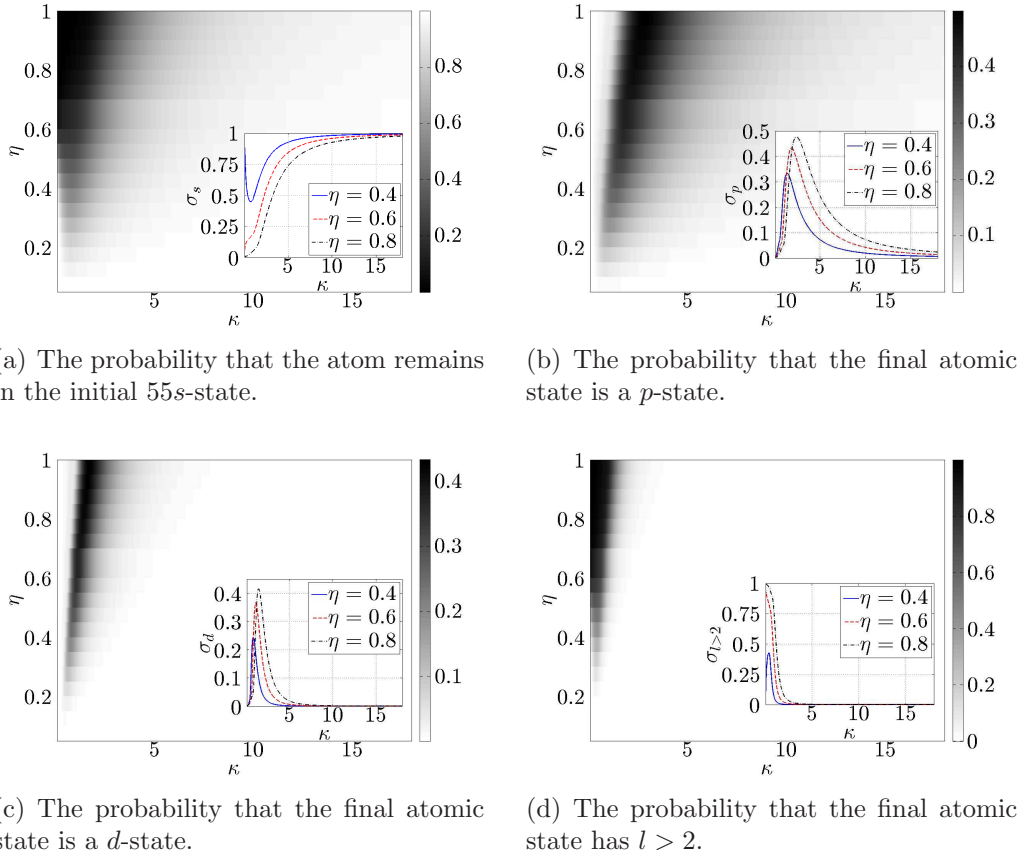 1
0.8
0.6
0.4
0.2
η
5
10
15
κ
0.8
0.6
0.4
0.2
1
0.75
0.5
0.25
0
σs
5
10
15
κ
η = 0.4
η = 0.6
η = 0.8
(a) The probability that the atom remains
in the initial 55s-state.
1
0.8
0.6
0.4
0.2
η
5
10
15
κ
0.4
0.3
0.2
0.1
0.5
0.4
0.3
0.2
0.1
0
σp
5
10
15
κ
η = 0.4
η = 0.6
η = 0.8
(b) The probability that the final atomic
state is a p-state.
1
0.8
0.6
0.4
0.2
η
5
10
15
κ
0.4
0.3
0.2
0.1
0.4
0.3
0.2
0.1
0
σd
5
10
15
κ
η = 0.4
η = 0.6
η = 0.8
(c) The probability that the final atomic
state is a d-state.
1
0.8
0.6
0.4
0.2
η
5
10
15
κ
0.8
0.6
0.4
0.2
0
1
0.75
0.5
0.25
0
σl>2
5
10
15
κ
η = 0.4
η = 0.6
η = 0.8
(d) The probability that the final atomic
state has l > 2.